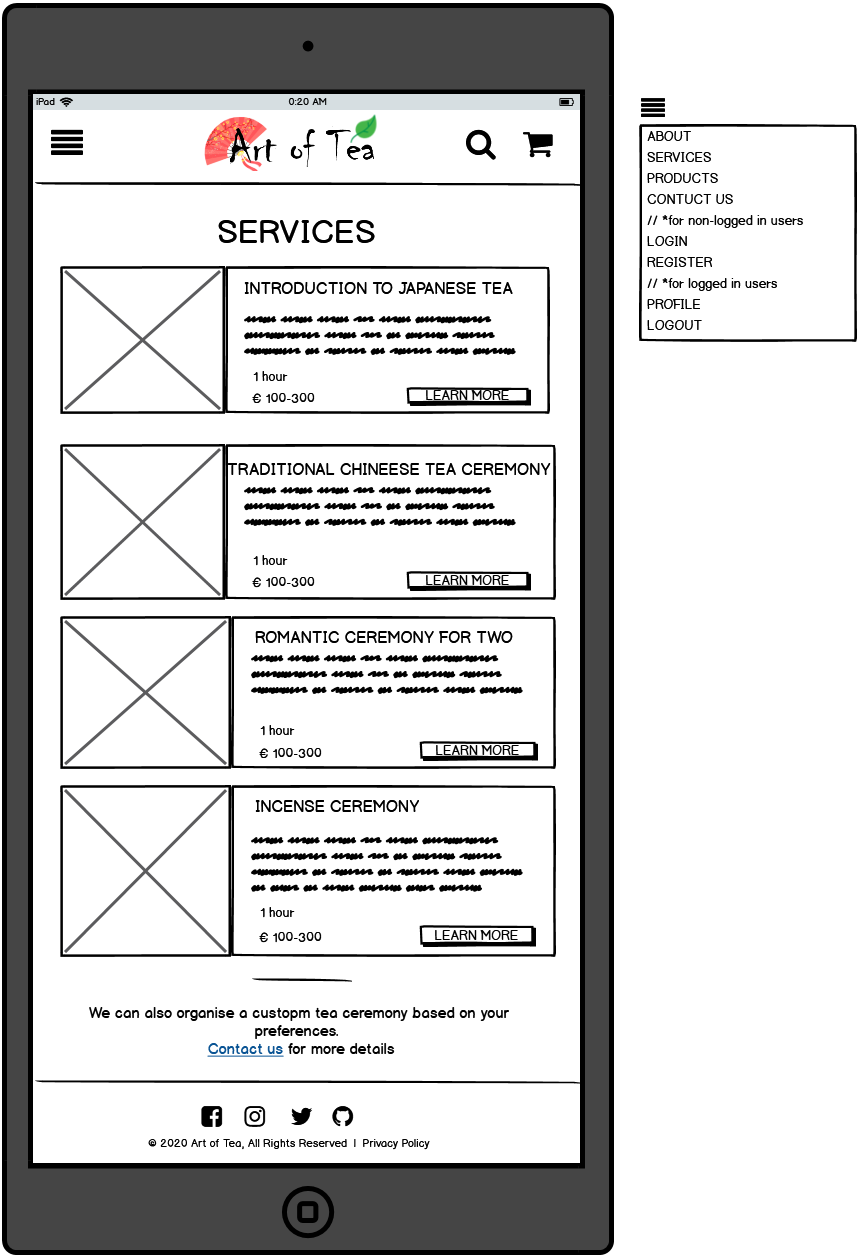 iPad
0:20 AM
Art of Tea
SERVICES
INTRODUCTION TO JAPANESE TEA
1 hour
€ 100-300
LEARN MORE
TRADITIONAL CHINEESE TEA CEREMONY
1 hour
€ 100-300
LEARN MORE
ROMANTIC CEREMONY FOR TWO
1 hour
€ 100-300
LEARN MORE
INCENSE CEREMONY
1 hour
€ 100-300
LEARN MORE
We can also organise a custopm tea ceremony based on your
preferences.
Contact us for more details
© 2020 Art of Tea, All Rights Reserved | Privacy Policy
ABOUT
SERVICES
PRODUCTS
CONTUCT US
// *for non-logged in users
LOGIN
REGISTER
// *for logged in users
PROFILE
LOGOUT